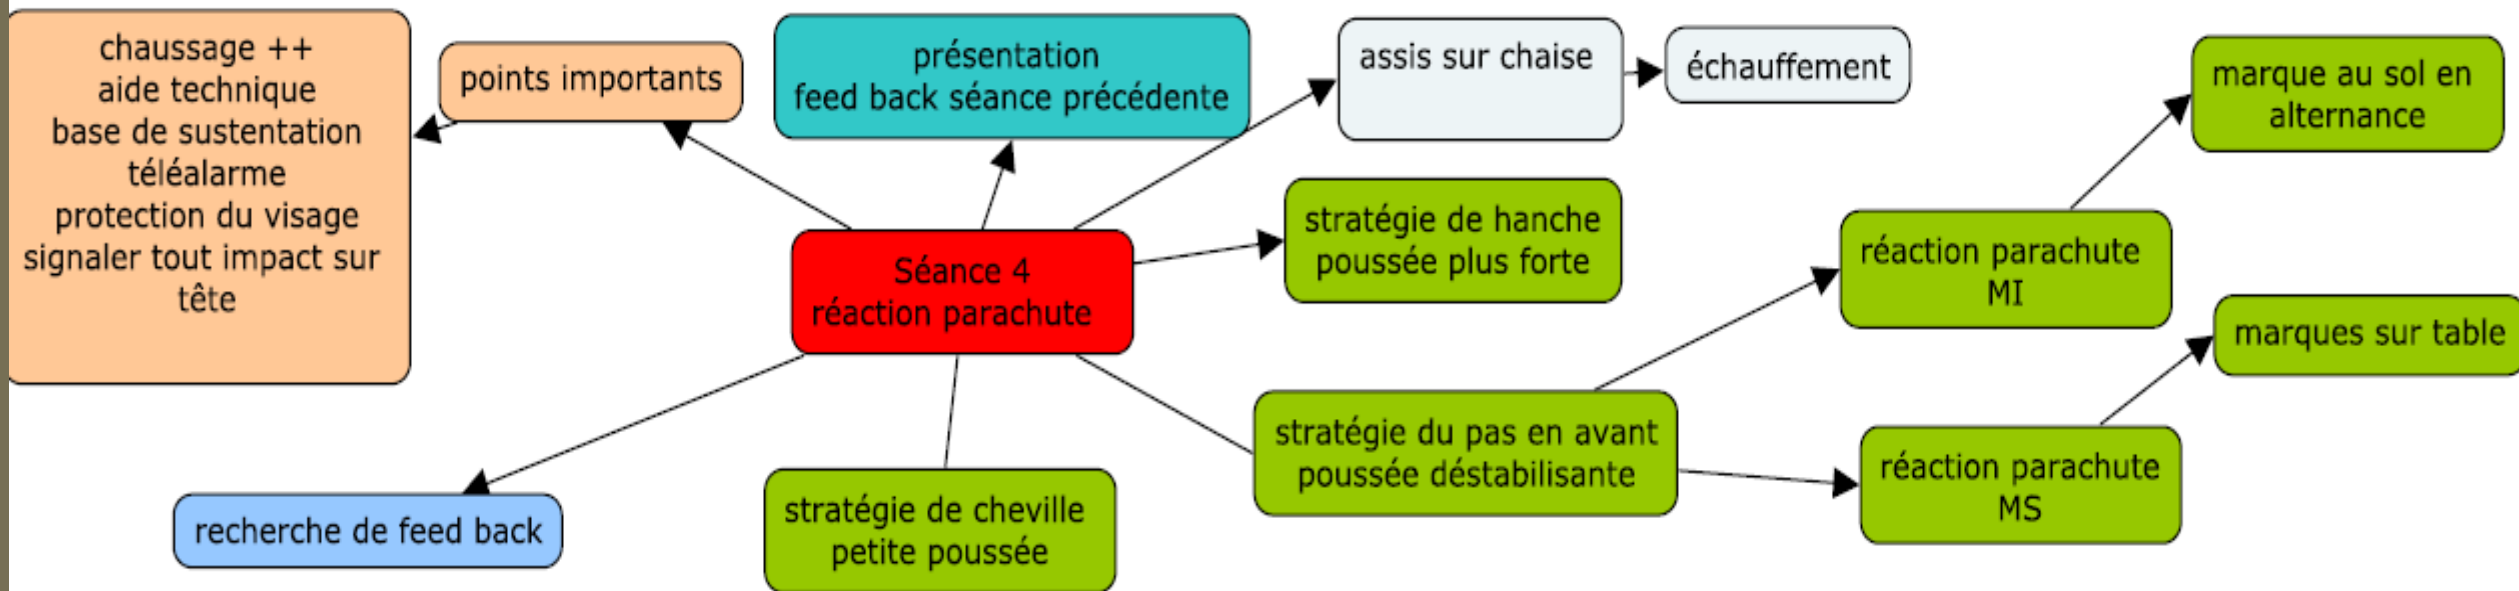 chaussage ++
aide technique
base de sustentation
téléalarme
protection du visage
signaler tout impact sur
tête
points importants
présentation
feed back séance précédente
assis sur chaise
échauffement
marque au sol en
alternance
stratégie de hanche
poussée plus forte
réaction parachute
MI
Séance 4
réaction parachute
marques sur table
stratégie du pas en avant
poussée déstabilisante
réaction parachute
MS
recherche de feed back
stratégie de cheville
petite poussée